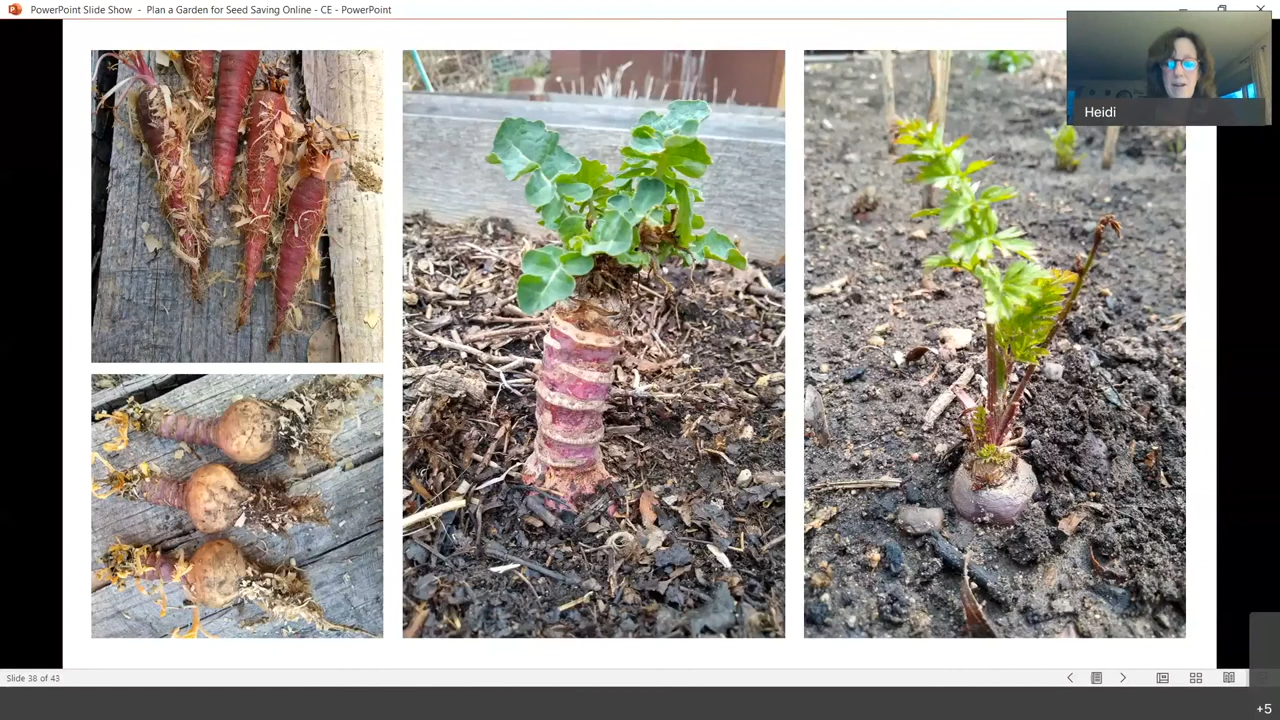 PowerPoint Slide Show - Plan a Garden for Seed Saving Online - CE - PowerPoint
Heidi
Slide 38 of 43
+5